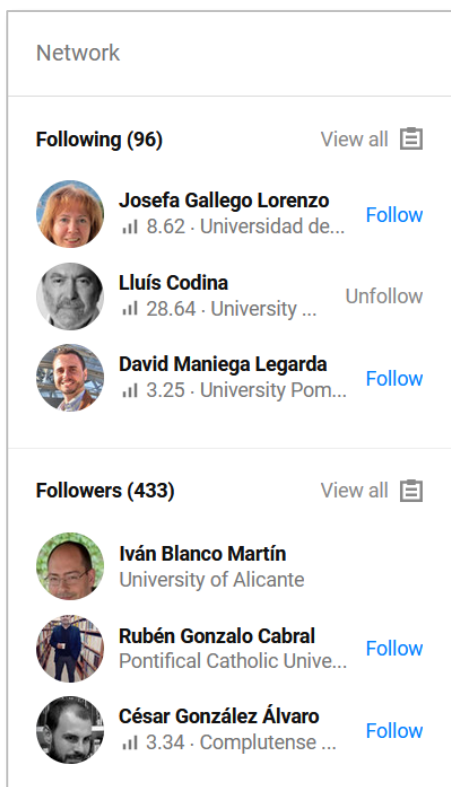 Network
Following (96) View all
Josefa Gallego Lorenzo
8.62 · Universidad de... Follow
Lluís Codina
28.64 · University ... Unfollow
David Maniega Legarda
3.25 · University Pom... Follow
Followers (433) View all
Iván Blanco Martín
University of Alicante
Rubén Gonzalo Cabral
Pontifical Catholic Unive... Follow
César González Álvaro
3.34 · Complutense ... Follow